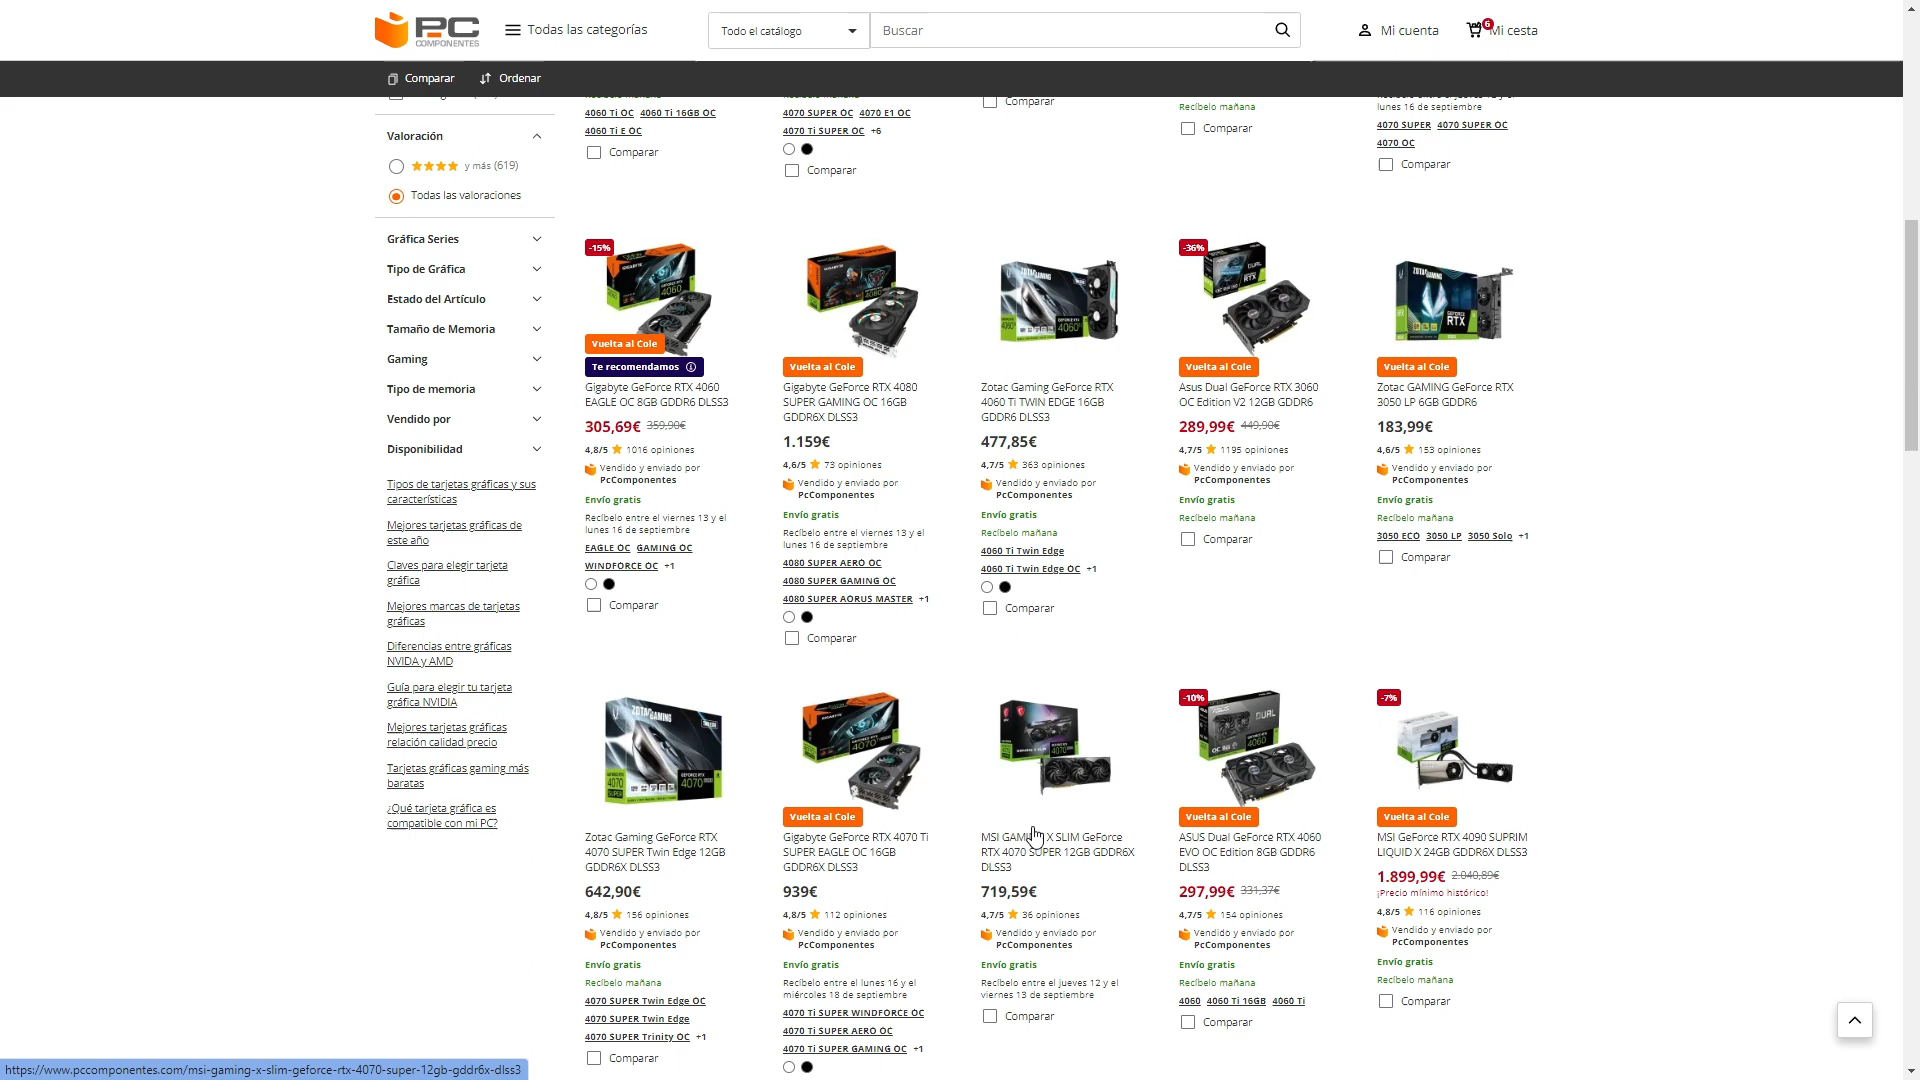 PC
COMPONENTES
Todas las categorías
Todo el catálogo
Buscar
Mi cuenta
6
Mi cesta
Comparar
Ordenar
Valoración
y más (619)
Todas las valoraciones
Gráfica Series
Tipo de Gráfica
Estado del Artículo
Tamaño de Memoria
Gaming
Tipo de memoria
Vendido por
Disponibilidad
Tipos de tarjetas gráficas y sus
características
Mejores tarjetas gráficas de
este año
Claves para elegir tarjeta
gráfica
Mejores marcas de tarjetas
gráficas
Diferencias entre gráficas
NVIDA y AMD
Guía para elegir tu tarjeta
gráfica NVIDIA
Mejores tarjetas gráficas
relación calidad precio
Tarjetas gráficas gaming más
baratas
¿Qué tarjeta gráfica es
compatible con mi PC?
4060 Ti OC 4060 Ti 16GB OC
4060 Ti E OC
Comparar
4070 SUPER OC 4070 E1 OC
4070 Ti SUPER OC +6
Comparar
Comparar
Recíbelo mañana
Comparar
lunes 16 de septiembre
4070 SUPER 4070 SUPER OC
4070 OC
Comparar
-15%
Vuelta al Cole
Te recomendamos
Gigabyte GeForce RTX 4060
EAGLE OC 8GB GDDR6 DLSS3
305,69€ 359,90€
4,8/5 1016 opiniones
Vendido y enviado por
PcComponentes
Envío gratis
Recíbelo entre el viernes 13 y el
lunes 16 de septiembre
EAGLE OC GAMING OC
WINDFORCE OC +1
Comparar
Vuelta al Cole
Gigabyte GeForce RTX 4080
SUPER GAMING OC 16GB
GDDR6X DLSS3
1.159€
4,6/5 73 opiniones
Vendido y enviado por
PcComponentes
Envío gratis
Recíbelo entre el viernes 13 y el
lunes 16 de septiembre
4080 SUPER AERO OC
4080 SUPER GAMING OC
4080 SUPER AORUS MASTER +1
Comparar
Zotac Gaming GeForce RTX
4060 Ti TWIN EDGE 16GB
GDDR6 DLSS3
477,85€
4,7/5 363 opiniones
Vendido y enviado por
PcComponentes
Envío gratis
Recíbelo mañana
4060 Ti Twin Edge
4060 Ti Twin Edge OC +1
Comparar
-36%
Vuelta al Cole
Asus Dual GeForce RTX 3060
OC Edition V2 12GB GDDR6
289,99€ 449,90€
4,7/5 1195 opiniones
Vendido y enviado por
PcComponentes
Envío gratis
Recíbelo mañana
Comparar
Vuelta al Cole
Zotac GAMING GeForce RTX
3050 LP 6GB GDDR6
183,99€
4,6/5 153 opiniones
Vendido y enviado por
PcComponentes
Envío gratis
Recíbelo mañana
3050 ECO 3050 LP 3050 Solo +1
Comparar
Zotac Gaming GeForce RTX
4070 SUPER Twin Edge 12GB
GDDR6X DLSS3
642,90€
4,8/5 156 opiniones
Vendido y enviado por
PcComponentes
Envío gratis
Recíbelo mañana
4070 SUPER Twin Edge OC
4070 SUPER Twin Edge
4070 SUPER Trinity OC +1
Comparar
Vuelta al Cole
Gigabyte GeForce RTX 4070 Ti
SUPER EAGLE OC 16GB
GDDR6X DLSS3
939€
4,8/5 112 opiniones
Vendido y enviado por
PcComponentes
Envío gratis
Recíbelo entre el lunes 16 y el
miércoles 18 de septiembre
4070 Ti SUPER WINDFORCE OC
4070 Ti SUPER AERO OC
4070 Ti SUPER GAMING OC +1
MSI GAMING X SLIM GeForce
RTX 4070 SUPER 12GB GDDR6X
DLSS3
719,59€
4,7/5 36 opiniones
Vendido y enviado por
PcComponentes
Envío gratis
Recíbelo entre el jueves 12 y el
viernes 13 de septiembre
Comparar
-10%
Vuelta al Cole
ASUS Dual GeForce RTX 4060
EVO OC Edition 8GB GDDR6
DLSS3
297,99€ 331,37€
4,7/5 154 opiniones
Vendido y enviado por
PcComponentes
Envío gratis
Recíbelo mañana
4060 4060 Ti 16GB 4060 Ti
Comparar
-7%
Vuelta al Cole
MSI GeForce RTX 4090 SUPRIM
LIQUID X 24GB GDDR6X DLSS3
1.899,99€ 2.040,89€
¡Precio mínimo histórico!
4,8/5 116 opiniones
Vendido y enviado por
PcComponentes
Envío gratis
Recíbelo mañana
Comparar
https://www.pccomponentes.com/msi-gaming-x-slim-geforce-rtx-4070-super-12gb-gddr6x-dlss3